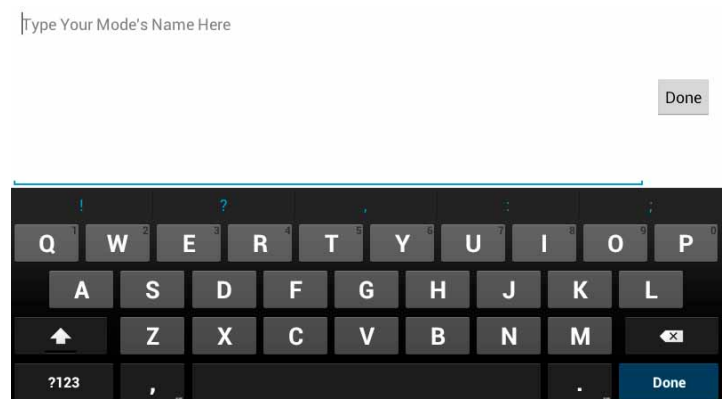 Type Your Mode's Name Here
Done
! ? , : ;
Q 1 W 2 E 3 R 4 T 5 Y 6 U 7 I 8 O 9 P 0
A S D F G H J K L
Z X C V B N M
?123 , . Done